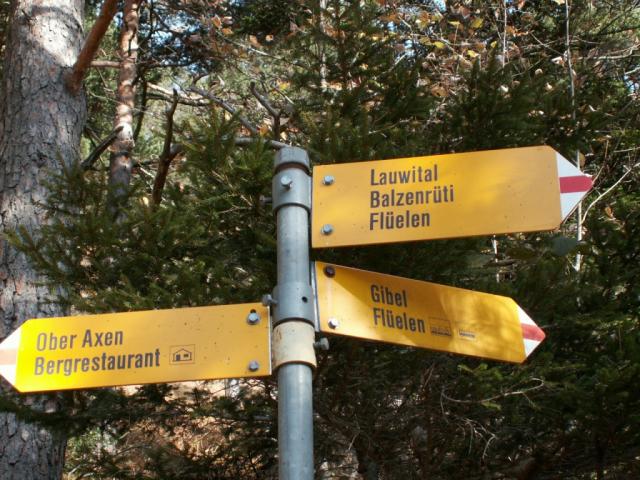 Lauwital
Balzenrüti
Flüelen
Gibel
Flüelen
Ober Axen
Bergrestaurant